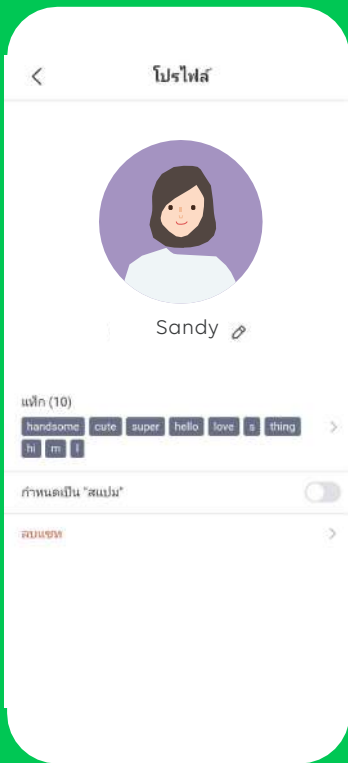 โปรไฟล์
Sandy
แท็ก (10)
handsome cute super hello love s thing
hi m l
กำหนดเป็น "สแปม"
ลบแชท